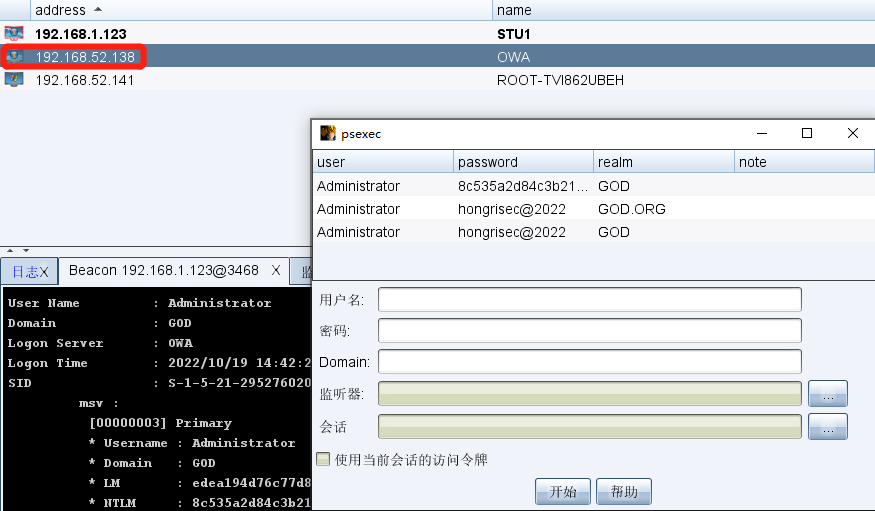 address name
192.168.1.123 STU1
192.168.52.138 OWA
192.168.52.141 ROOT-TVI862UBEH
psexec
user password realm note
Administrator 8c535a2d84c3b21... GOD
Administrator hongrisec@2022 GOD.ORG
Administrator hongrisec@2022 GOD
日志X Beacon 192.168.1.123@3468 X 监
User Name : Administrator
Domain : GOD
Logon Server : OWA
Logon Time : 2022/10/19 14:42:2
SID : S-1-5-21-295276020
msv :
[00000003] Primary
* Username : Administrator
* Domain : GOD
* LM : edea194d76c77d8
* NTLM : 8c535a2d84c3b21
用户名:
密码:
Domain:
监听器: ...
会话 ...
使用当前会话的访问令牌
开始 帮助